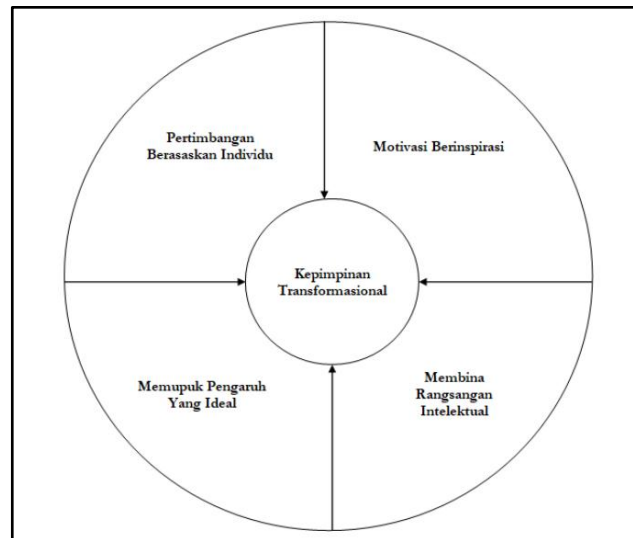 Pertimbangan
Berasaskan Individu
Motivasi Berinspirasi
Kepimpinan
Transformasional
Memupuk Pengaruh
Yang Ideal
Membina
Rangsangan
Intelektual